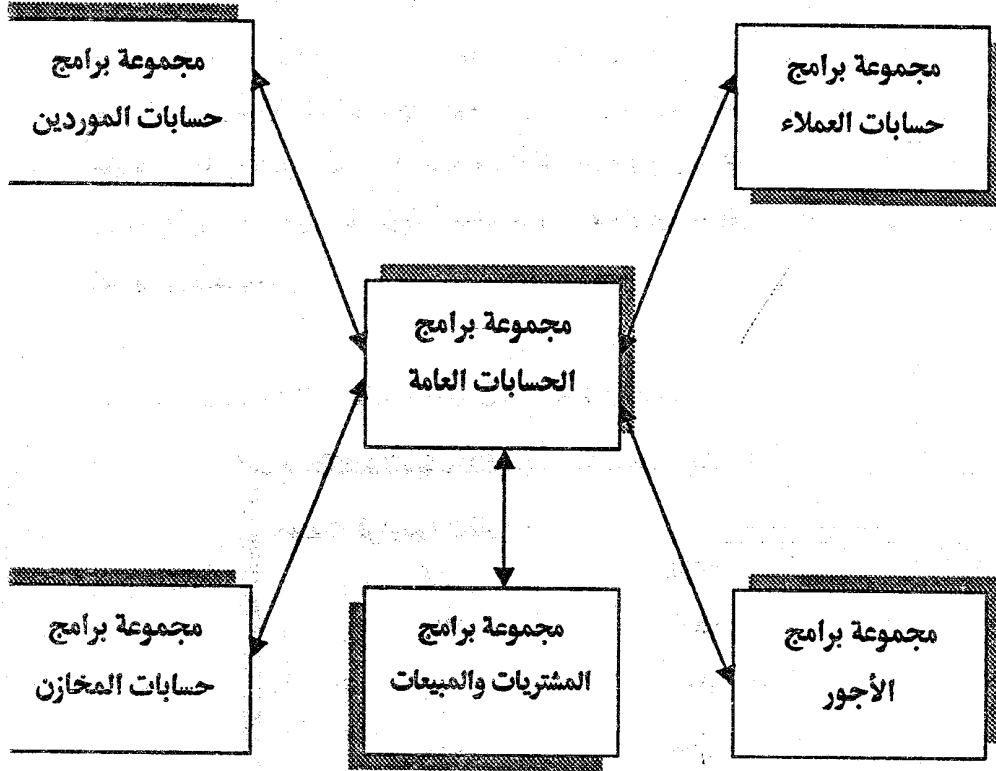 مجموعة برامج
حسابات العملاء
مجموعة برامج
حسابات الموردين
مجموعة برامج
الحسابات العامة
مجموعة برامج
الأجور
مجموعة برامج
المشتريات والمبيعات
مجموعة برامج
حسابات المخازن